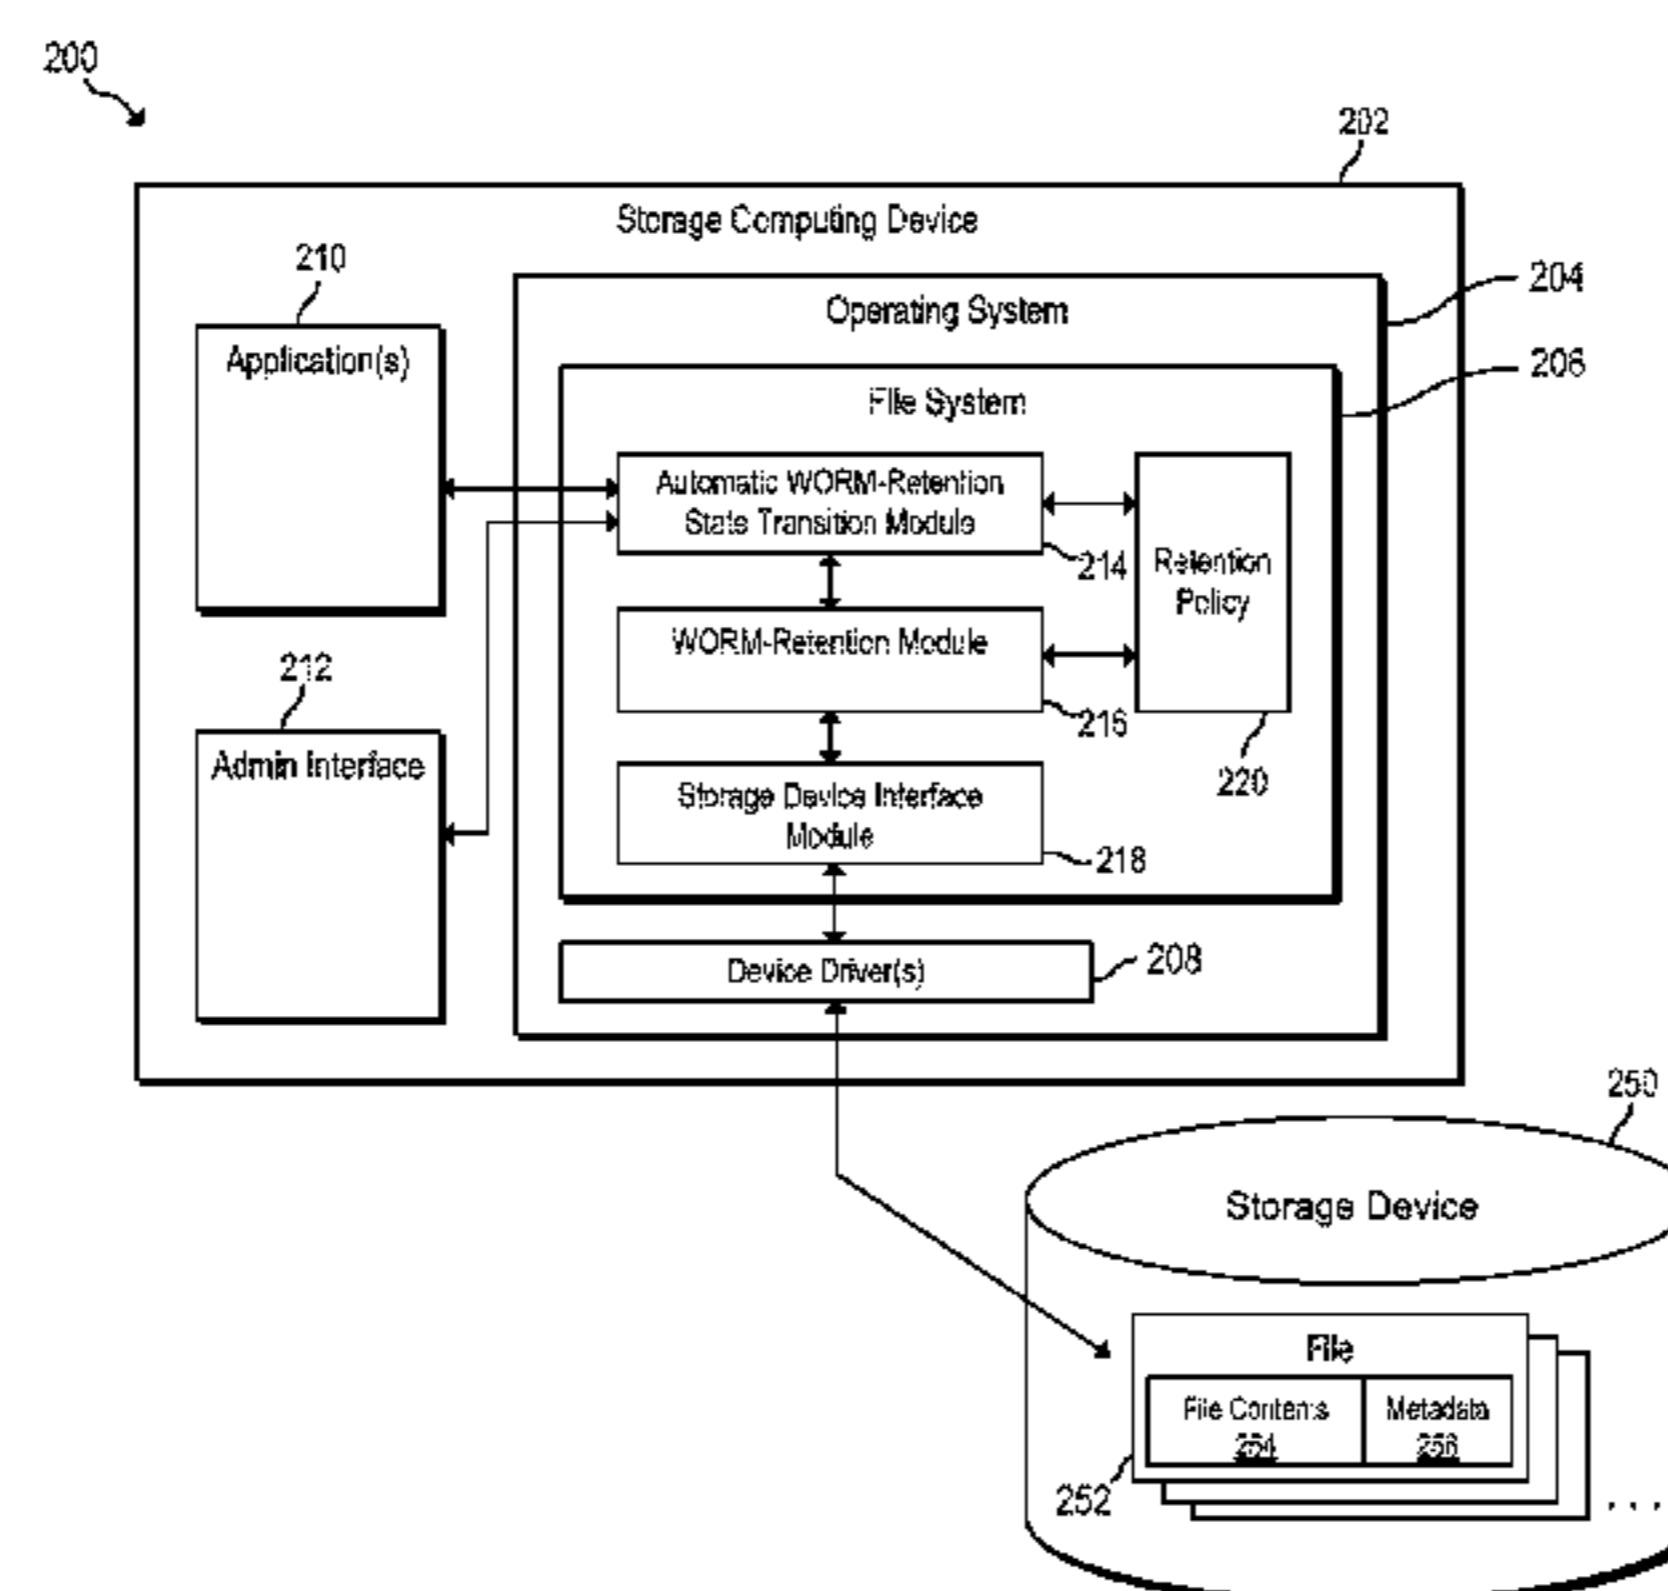 200
202
Storage Computing Device
210
204
Operating System
Application(s)
206
File System
Automatic WORM-Retention
State Transition Module
214
Retention
Policy
WORM-Retention Module
212
216
Admin Interface
220
Storage Device Interface
Module
218
208
Device Driver(s)
250
Storage Device
File
File Contents
254
Metadata
256
252
. . .